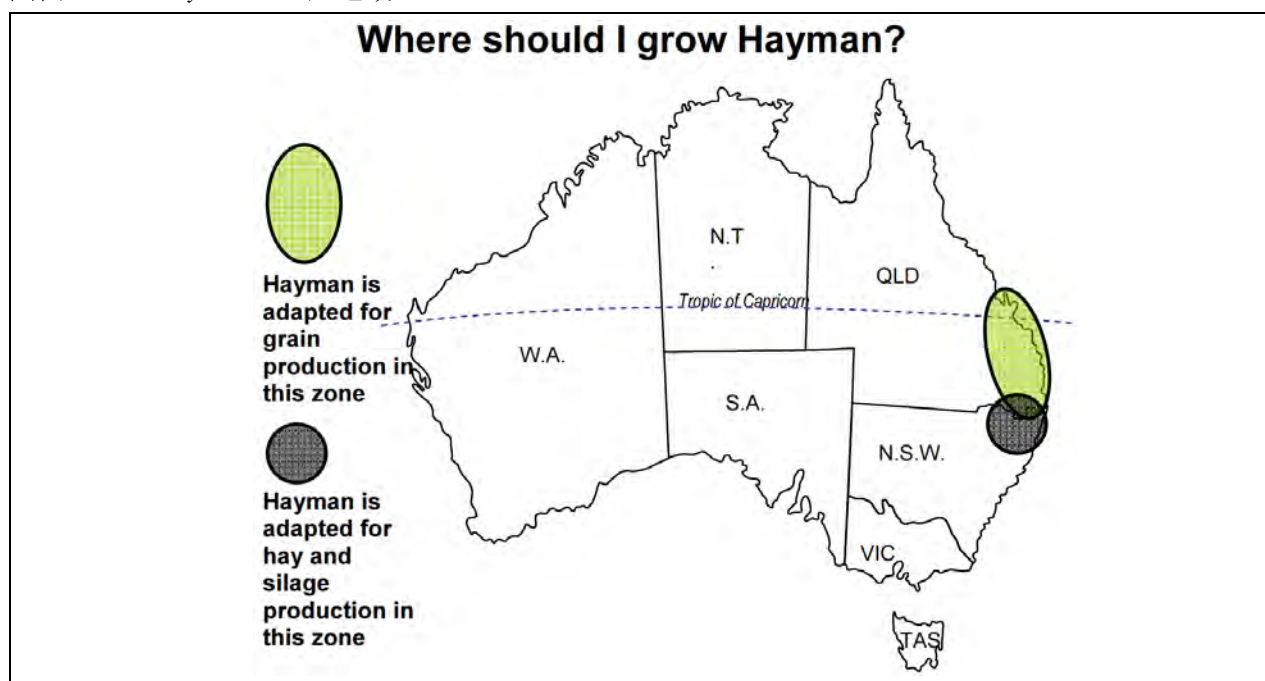 Where should I grow Hayman?
Hayman is
adapted for
grain
production in
this zone
Hayman is
adapted for
hay and
silage
production in
this zone
N.T
QLD
Tropic of Capricorn
W.A.
S.A.
N.S.W.
VIC
TAS